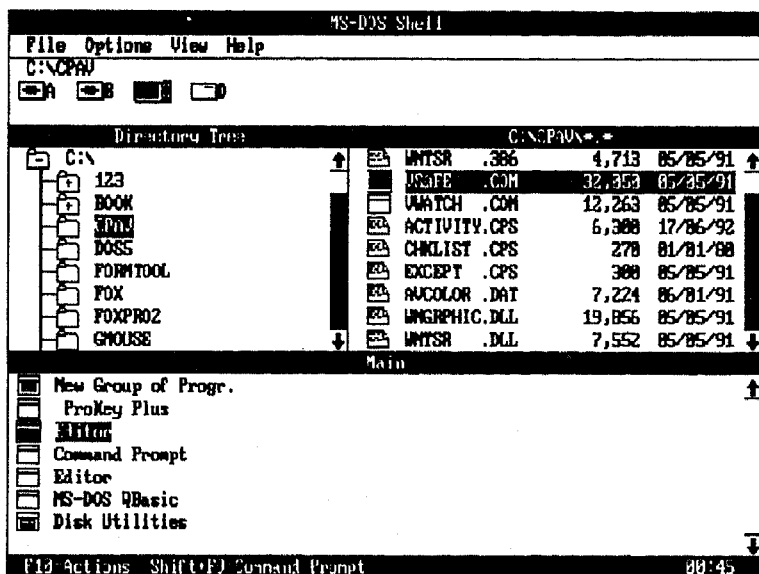 MS-DOS Shell
File Options View Help
C:\CPAV
A B C D
Directory Tree
C:\
123
BOOK
CPAV
DOS5
FORMTOOL
FOX
FOXPRO2
GMOUSE
C:\CPAV\*.*
WNTSR .386 4,713 05/05/91
VSAFE .COM 32,050 05/05/91
VWATCH .COM 12,263 05/05/91
ACTIVITY.CPS 6,300 17/06/92
CHKLIST .CPS 270 01/01/80
EXCEPT .CPS 300 05/05/91
AVCOLOR .DAT 7,224 06/01/91
WNGRPHIC.DLL 19,856 05/05/91
WNTSR .DLL 7,552 05/05/91
Main
New Group of Progr.
ProKey Plus
Editor
Command Prompt
Editor
MS-DOS QBasic
Disk Utilities
F10=Actions Shift+F9=Command Prompt 00:45